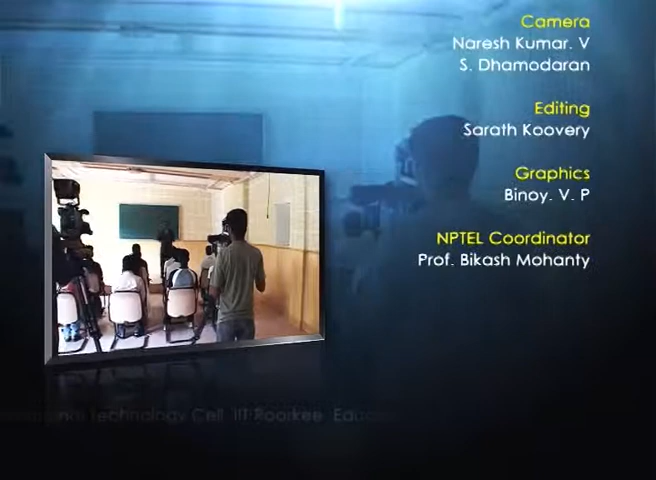 Camera
Naresh Kumar. V
S. Dhamodaran
Editing
Sarath Koovery
Graphics
Binoy. V. P
NPTEL Coordinator
Prof. Bikash Mohanty
Technology Cell IIT Roorkee